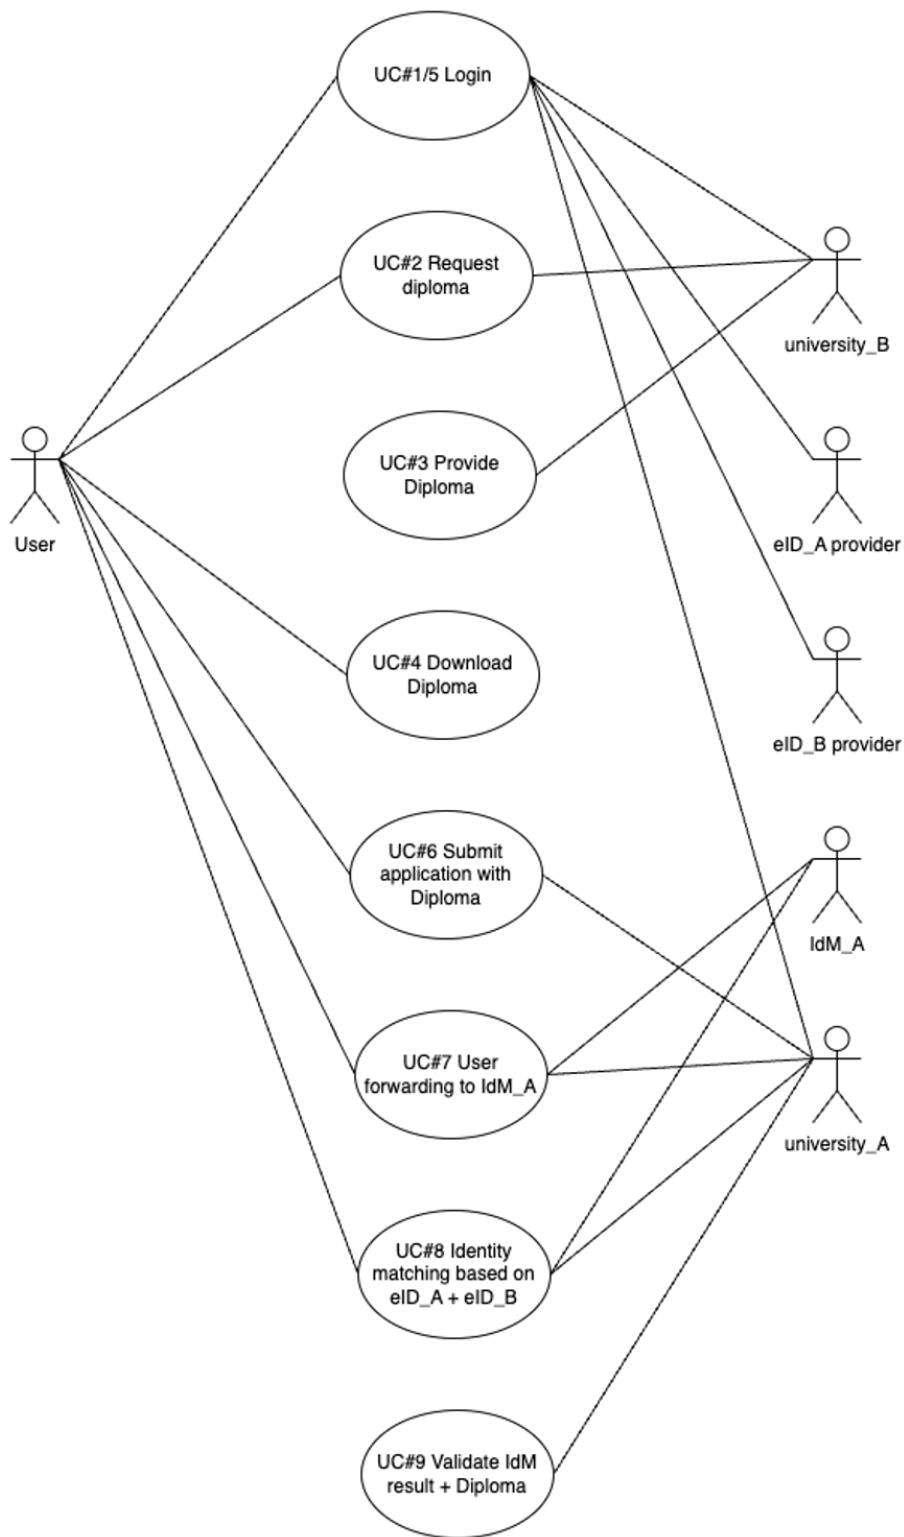 UC#1/5 Login
UC#2 Request
diploma
university_B
UC#3 Provide
Diploma
User
eID_A provider
UC#4 Download
Diploma
eID_B provider
UC#6 Submit
application with
Diploma
IdM_A
UC#7 User
forwarding to IdM_A
university_A
UC#8 Identity
matching based on
eID_A + eID_B
UC#9 Validate IdM
result + Diploma